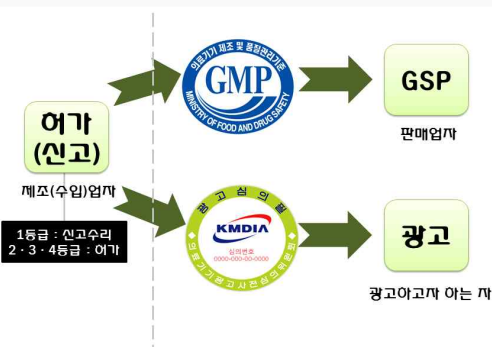 허가
(신고)
제조(수입)업자
1등급 : 신고수리
2 · 3 · 4등급 : 허가
의료기기 제조 및 품질관리기준
GMP
MINISTRY OF FOOD AND DRUG SAFETY
GSP
판매업자
광고심의필
KMDIA
심의번호
0000-000-00-0000
의료기기광고사전심의위원회
광고
광고하고자 하는 자